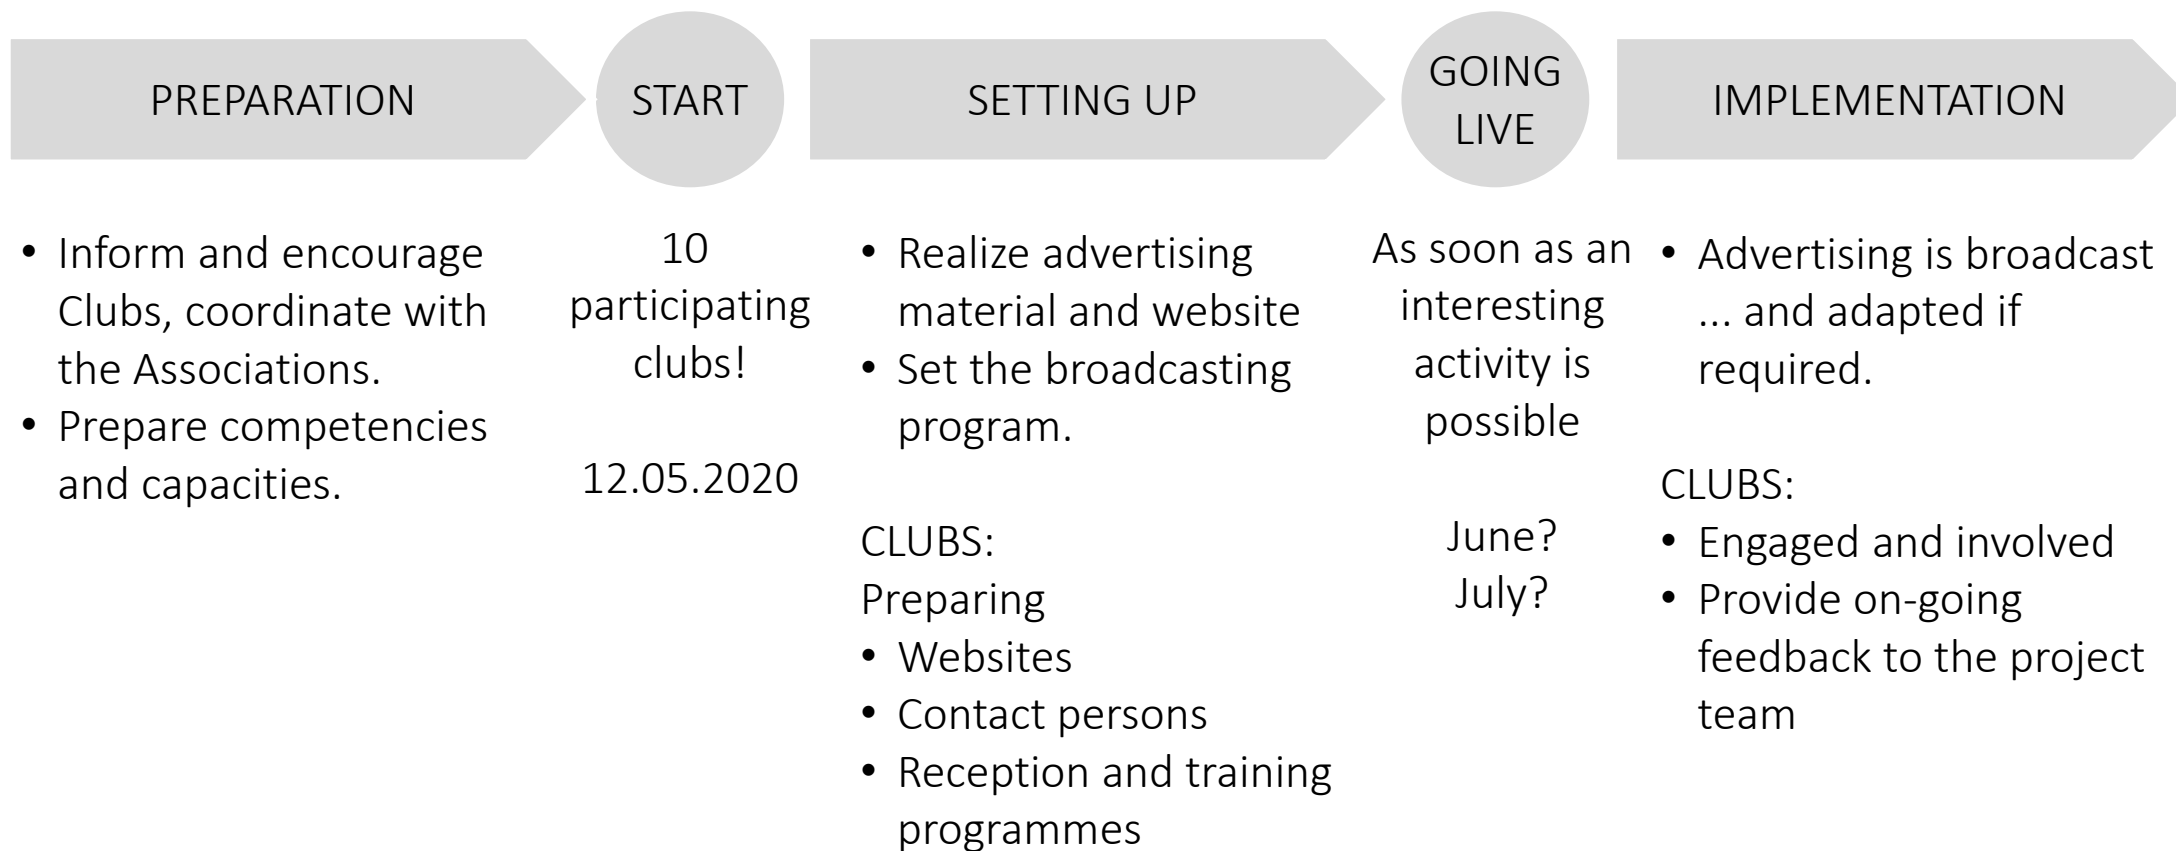 PREPARATION
START
SETTING UP
GOING
LIVE
IMPLEMENTATION
• Inform and encourage
Clubs, coordinate with
the Associations.
• Prepare competencies
and capacities.
10
participating
clubs!
12.05.2020
• Realize advertising
material and website
• Set the broadcasting
program.
CLUBS:
Preparing
• Websites
• Contact persons
• Reception and training
programmes
As soon as an
interesting
activity is
possible
June?
July?
• Advertising is broadcast
... and adapted if
required.
CLUBS:
• Engaged and involved
• Provide on-going
feedback to the project
team